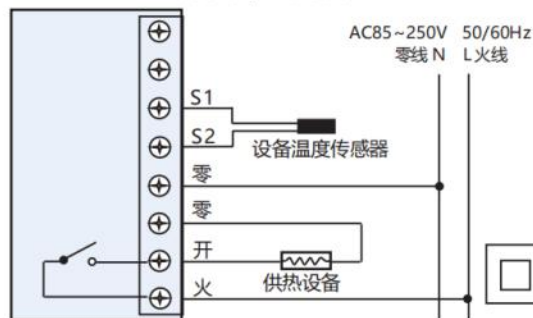 AC85~250V 50/60Hz
零线 N L 火线
S1
S2
设备温度传感器
零
零
开
供热设备
火